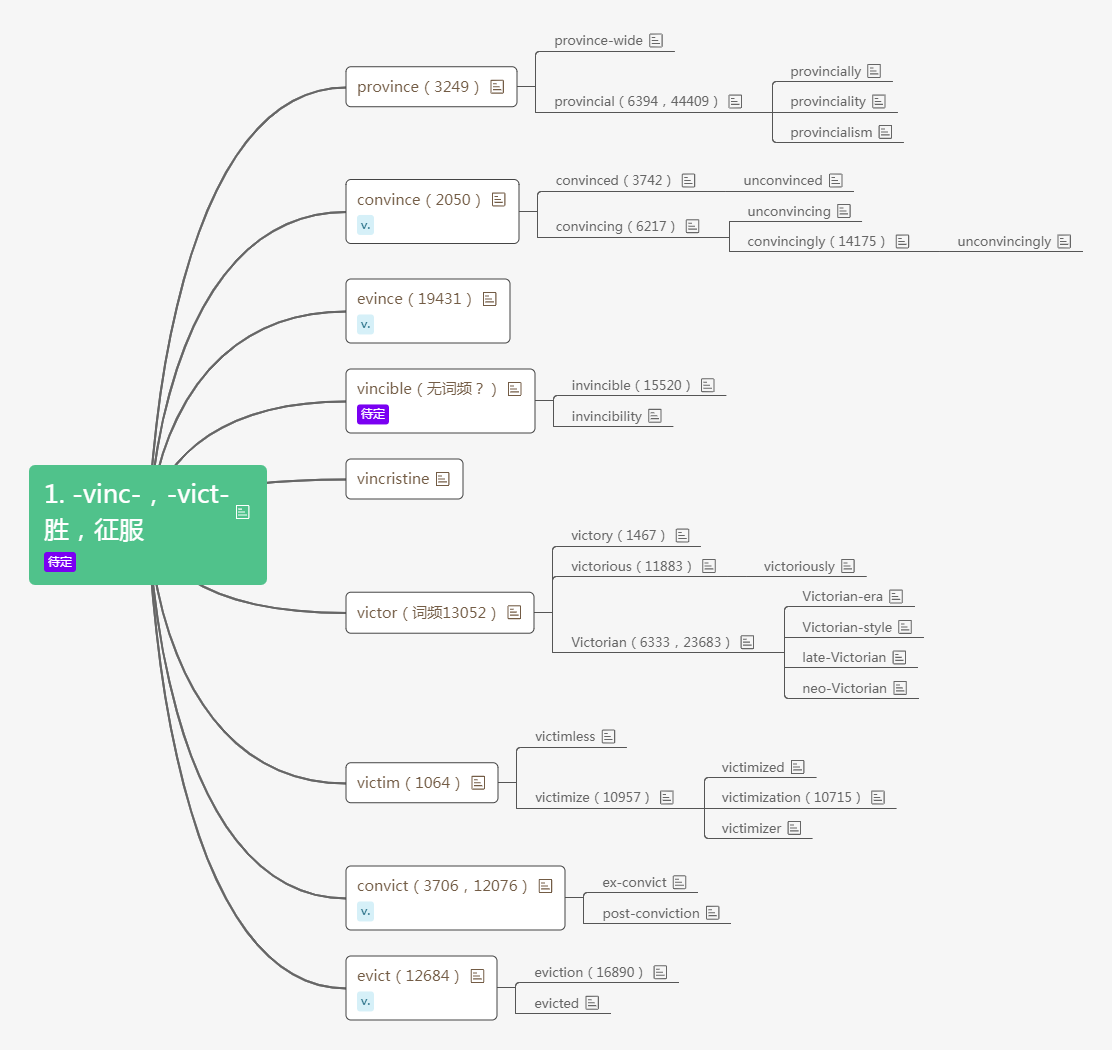 1. -vinc-，-vict-
胜，征服
待定
province（3249）
province-wide
provincial（6394，44409）
provincially
provinciality
provincialism
convince（2050）
v.
convinced（3742）
unconvinced
convincing（6217）
unconvincing
convincingly（14175）
unconvincingly
evince（19431）
v.
vincible（无词频？）
待定
invincible（15520）
invincibility
vincristine
victor（词频13052）
victory（1467）
victorious（11883）
victoriously
Victorian（6333，23683）
Victorian-era
Victorian-style
late-Victorian
neo-Victorian
victim（1064）
victimless
victimize（10957）
victimized
victimization（10715）
victimizer
convict（3706，12076）
v.
ex-convict
post-conviction
evict（12684）
v.
eviction（16890）
evicted